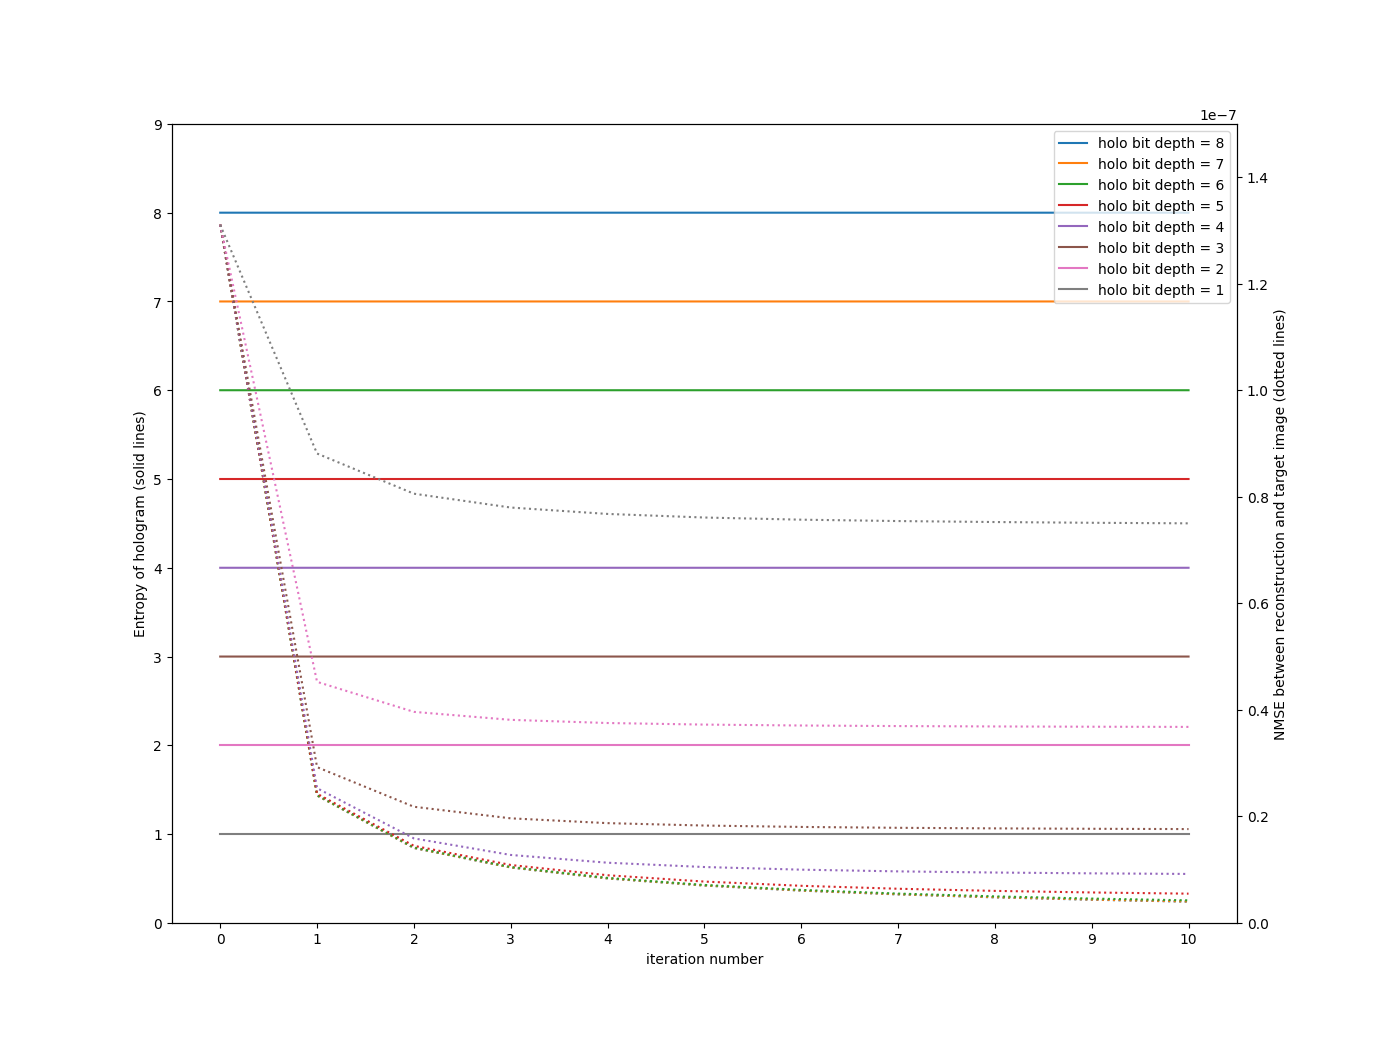 1e−7
9
8
7
6
5
4
3
2
1
0
Entropy of hologram (solid lines)
holo bit depth = 8
holo bit depth = 7
holo bit depth = 6
holo bit depth = 5
holo bit depth = 4
holo bit depth = 3
holo bit depth = 2
holo bit depth = 1
1.4
1.2
1.0
0.8
0.6
0.4
0.2
0.0
NMSE between reconstruction and target image (dotted lines)
0 1 2 3 4 5 6 7 8 9 10
iteration number